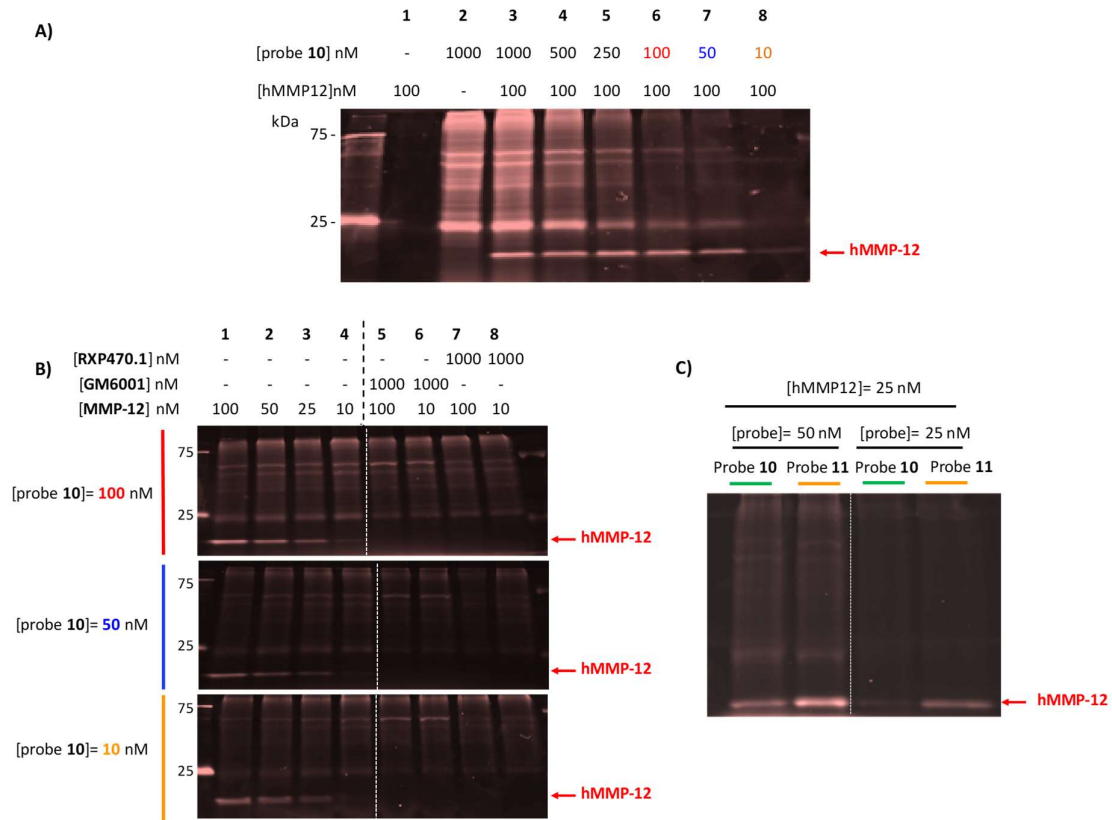 A)
1 2 3 4 5 6 7 8
[probe 10] nM - 1000 1000 500 250 100 50 10
[hMMP12]nM 100 - 100 100 100 100 100 100
kDa
75 -
25 -
hMMP-12
B)
1 2 3 4 5 6 7 8
[RXP470.1] nM - - - - - - 1000 1000
[GM6001] nM - - - - 1000 1000 - -
[MMP-12] nM 100 50 25 10 100 10 100 10
[probe 10]= 100 nM
75
25
hMMP-12
[probe 10]= 50 nM
75
25
hMMP-12
[probe 10]= 10 nM
75
25
hMMP-12
C)
[hMMP12]= 25 nM
[probe]= 50 nM [probe]= 25 nM
Probe 10 Probe 11 Probe 10 Probe 11
hMMP-12